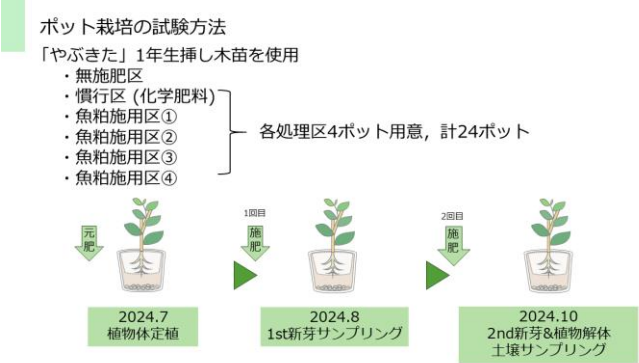 ポット栽培の試験方法
「やぶきた」1年生挿し木苗を使用
・無施肥区
・慣行区 (化学肥料)
・魚粕施用区①
・魚粕施用区②
・魚粕施用区③
・魚粕施用区④
各処理区4ポット用意，計24ポット
元肥
1回目
施肥
2回目
施肥
2024.7
植物体定植
2024.8
1st新芽サンプリング
2024.10
2nd新芽&植物解体
土壌サンプリング